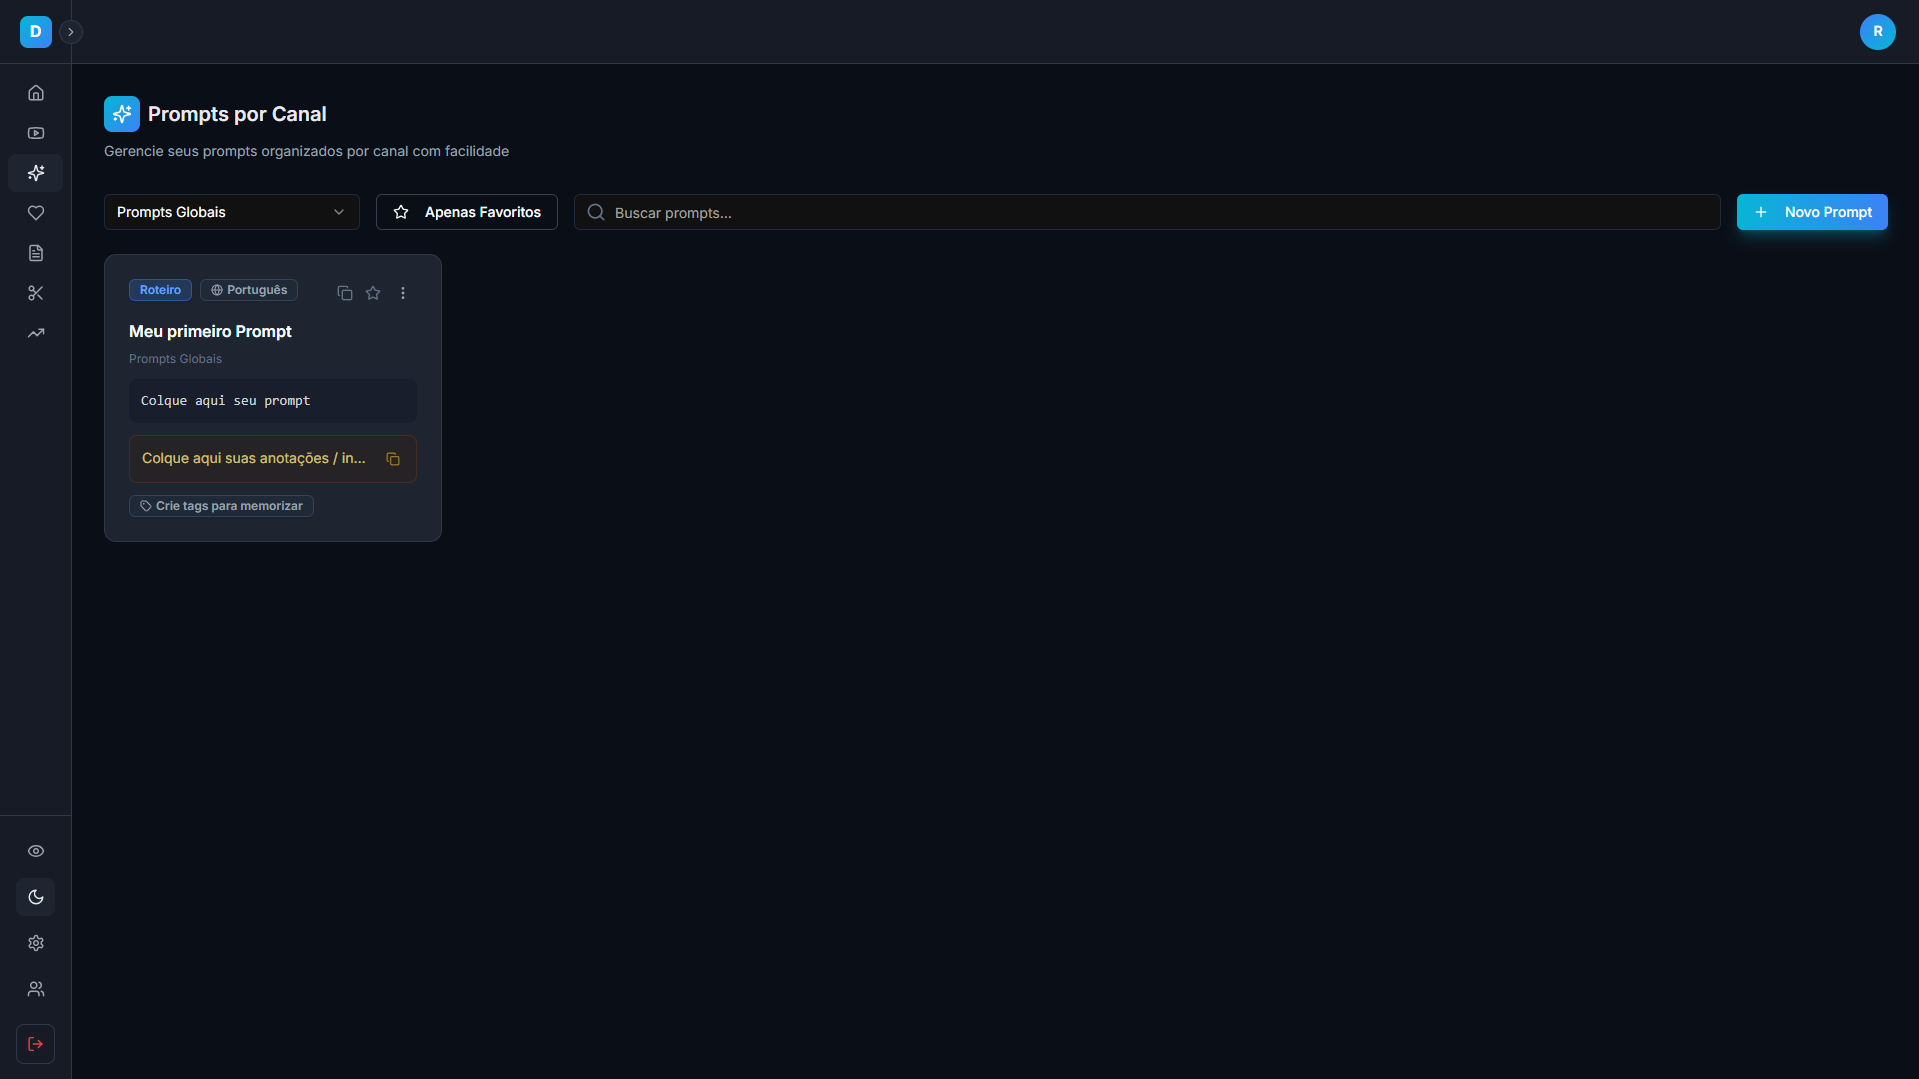 D
R
Prompts por Canal
Gerencie seus prompts organizados por canal com facilidade
Prompts Globais
Apenas Favoritos
Buscar prompts...
Novo Prompt
Roteiro
Português
Meu primeiro Prompt
Prompts Globais
Colque aqui seu prompt
Colque aqui suas anotações / in...
Crie tags para memorizar